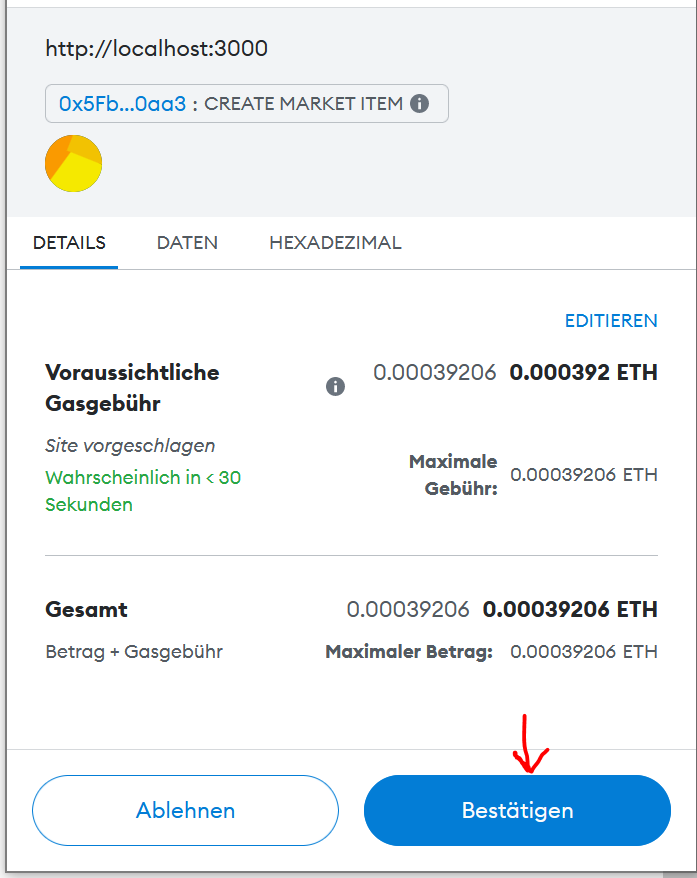 http://localhost:3000
0x5Fb...0aa3 : CREATE MARKET ITEM
DETAILS DATEN HEXADEZIMAL
EDITIEREN
Voraussichtliche
Gasgebühr
0.00039206 0.000392 ETH
Site vorgeschlagen
Wahrscheinlich in < 30
Sekunden
Maximale
Gebühr:
0.00039206 ETH
Gesamt 0.00039206 0.00039206 ETH
Betrag + Gasgebühr Maximaler Betrag: 0.00039206 ETH
Ablehnen Bestätigen